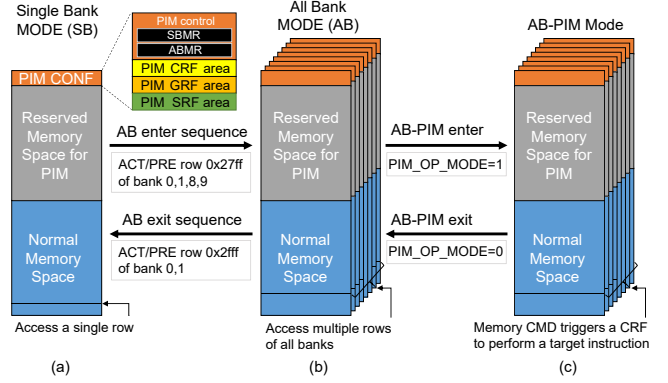 Single Bank
MODE (SB)
PIM control
SBMR
ABMR
PIM CRF area
PIM GRF area
PIM SRF area
All Bank
MODE (AB)
AB-PIM Mode
PIM CONF
Reserved
Memory
Space for
PIM
Normal
Memory
Space
AB enter sequence
ACT/PRE row 0x27ff
of bank 0,1,8,9
AB exit sequence
ACT/PRE row 0x2fff
of bank 0,1
Reserved
Memory
Space for
PIM
Normal
Memory
Space
AB-PIM enter
PIM_OP_MODE=1
AB-PIM exit
PIM_OP_MODE=0
Reserved
Memory
Space for
PIM
Normal
Memory
Space
Access a single row
Access multiple rows
of all banks
Memory CMD triggers a CRF
to perform a target instruction
(a)
(b)
(c)